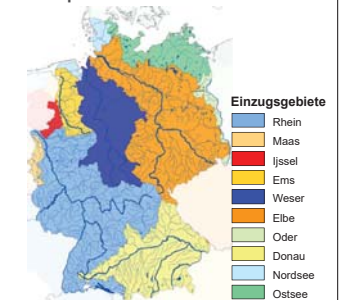 Einzugsgebiete
Rhein
Maas
Ijssel
Ems
Weser
Elbe
Oder
Donau
Nordsee
Ostsee